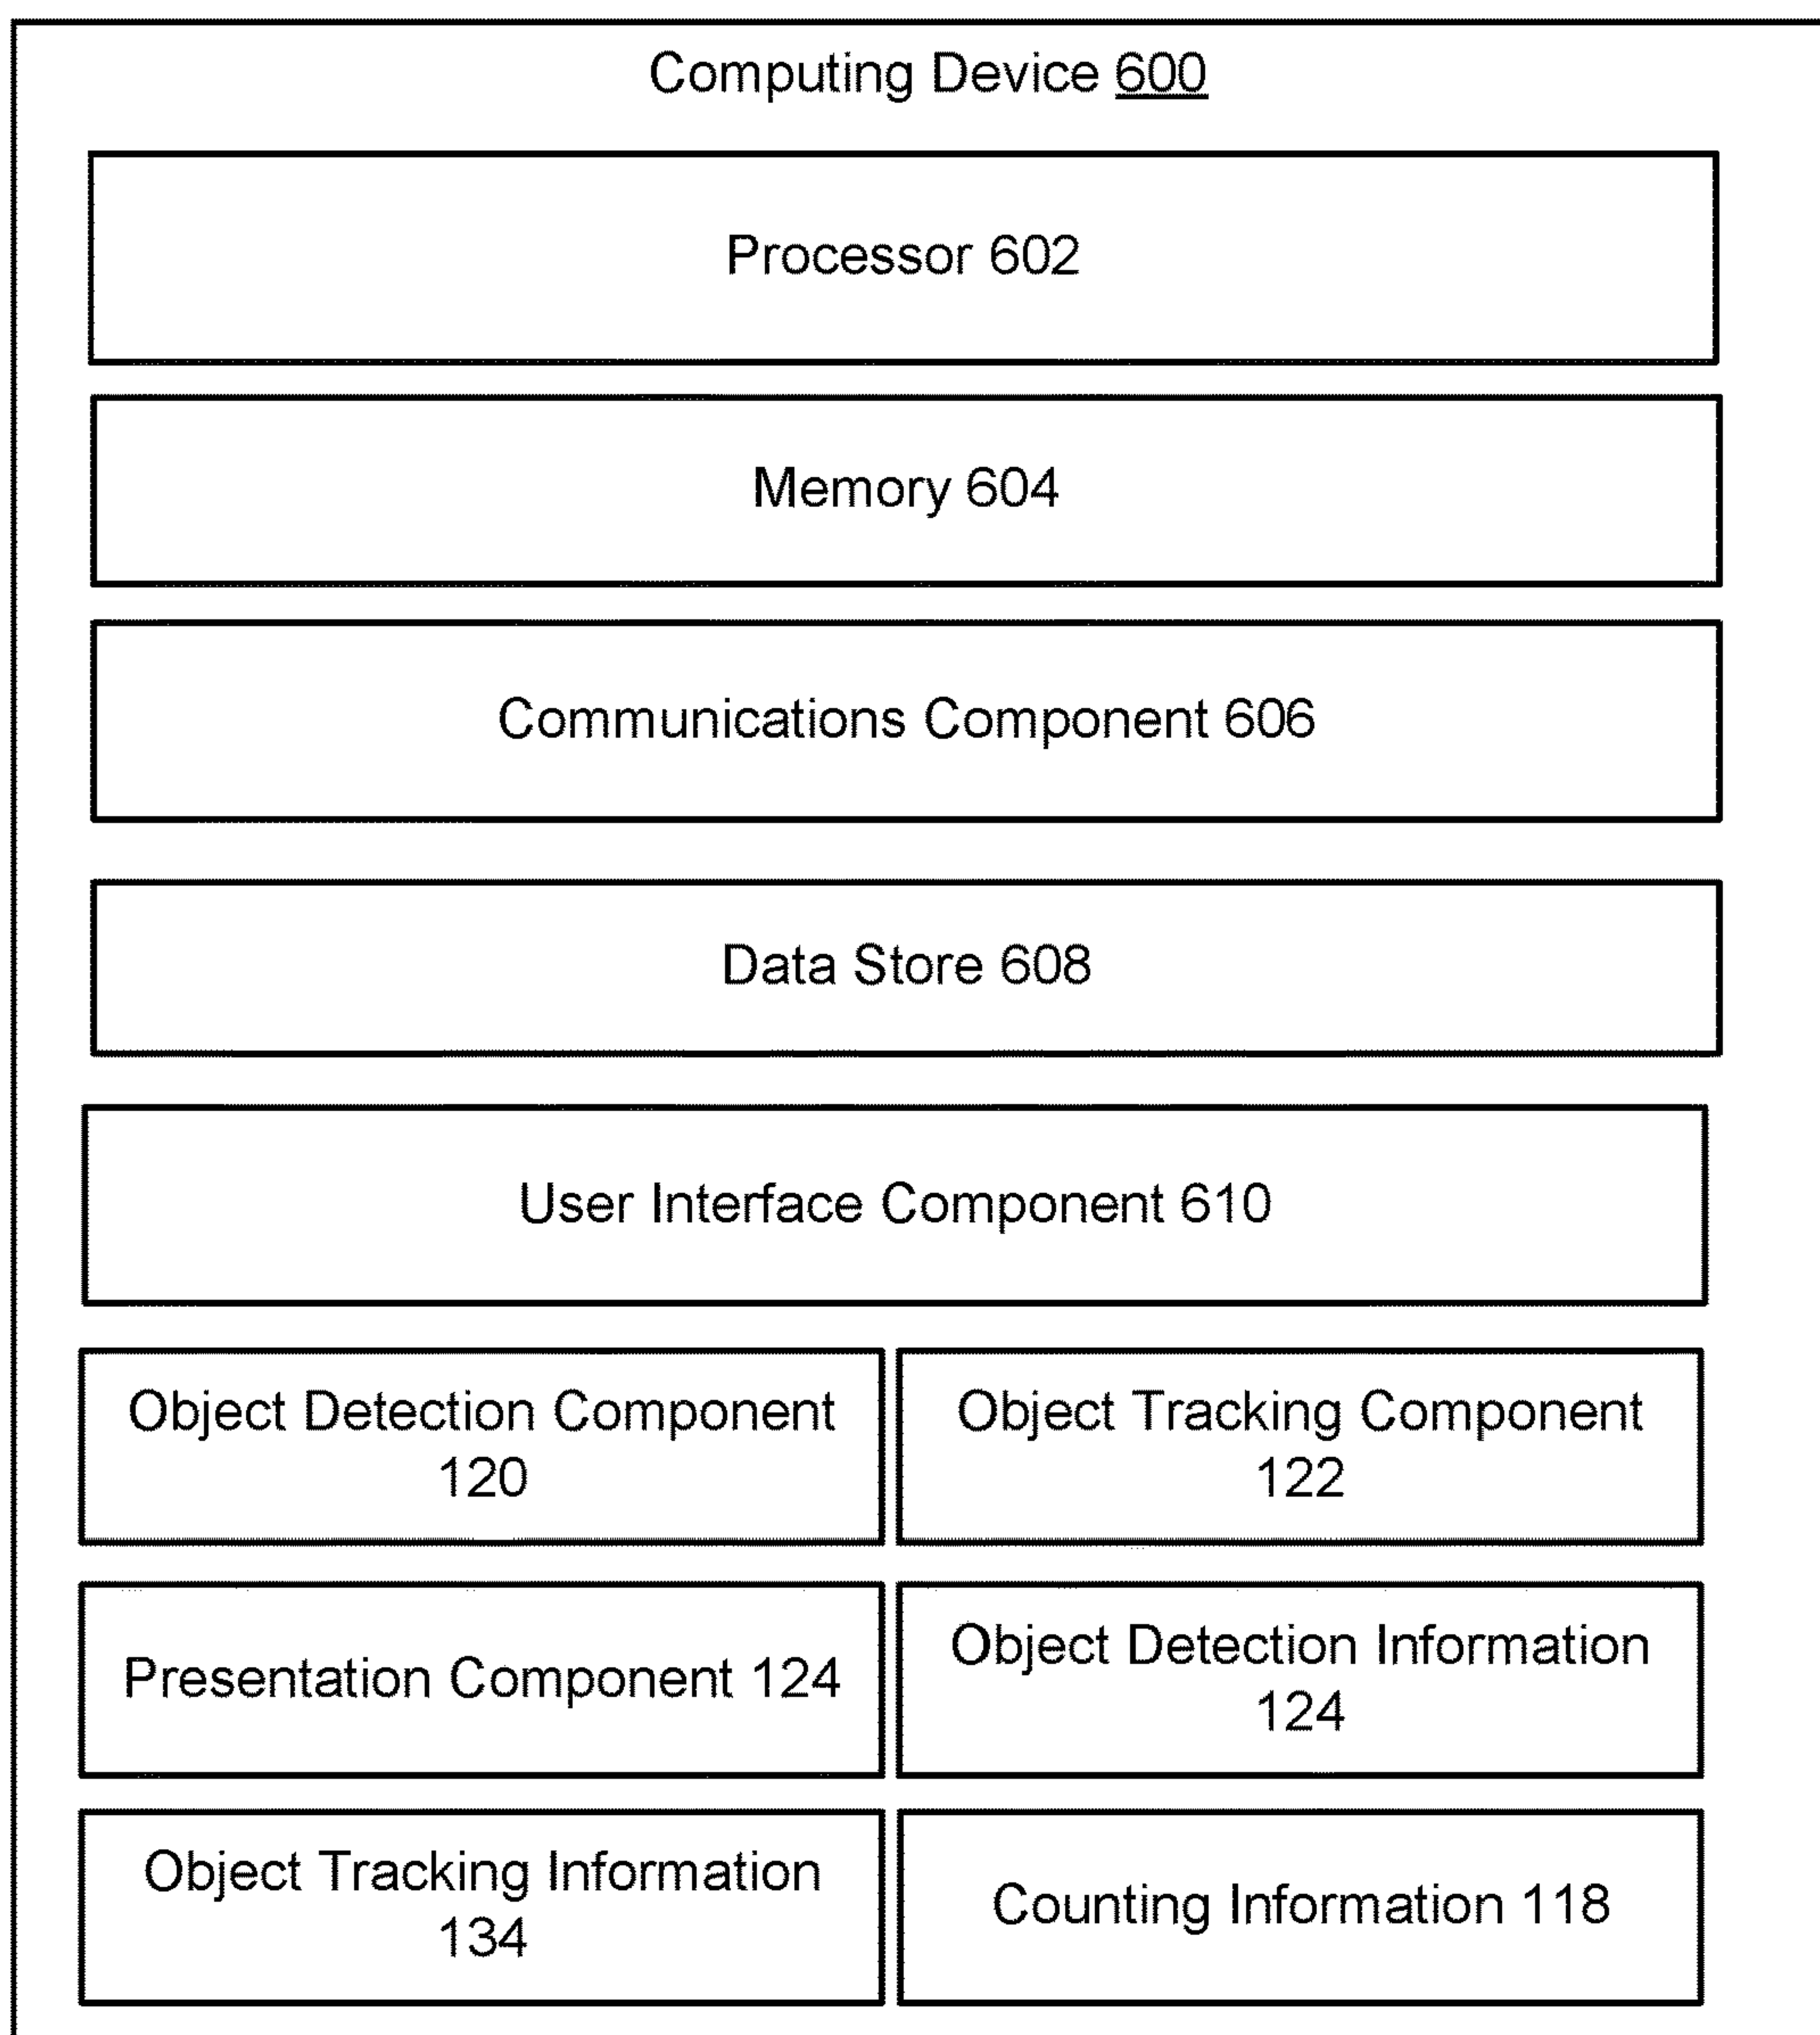 Computing Device 600
Processor 602
Memory 604
Communications Component 606
Data Store 608
User Interface Component 610
Object Detection Component
120
Object Tracking Component
122
Presentation Component 124
Object Detection Information
124
Object Tracking Information
134
Counting Information 118